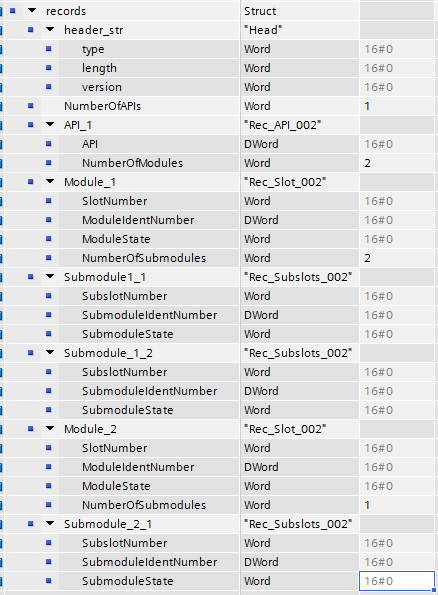 records Struct
header_str "Head"
type Word 16#0
length Word 16#0
version Word 16#0
NumberOfAPIs Word 1
API_1 "Rec_API_002"
API DWord 16#0
NumberOfModules Word 2
Module_1 "Rec_Slot_002"
SlotNumber Word 16#0
ModuleIdentNumber DWord 16#0
ModuleState Word 16#0
NumberOfSubmodules Word 2
Submodule1_1 "Rec_Subslots_002"
SubslotNumber Word 16#0
SubmoduleIdentNumber DWord 16#0
SubmoduleState Word 16#0
Submodule_1_2 "Rec_Subslots_002"
SubslotNumber Word 16#0
SubmoduleIdentNumber DWord 16#0
SubmoduleState Word 16#0
Module_2 "Rec_Slot_002"
SlotNumber Word 16#0
ModuleIdentNumber DWord 16#0
ModuleState Word 16#0
NumberOfSubmodules Word 1
Submodule_2_1 "Rec_Subslots_002"
SubslotNumber Word 16#0
SubmoduleIdentNumber DWord 16#0
SubmoduleState Word 16#0